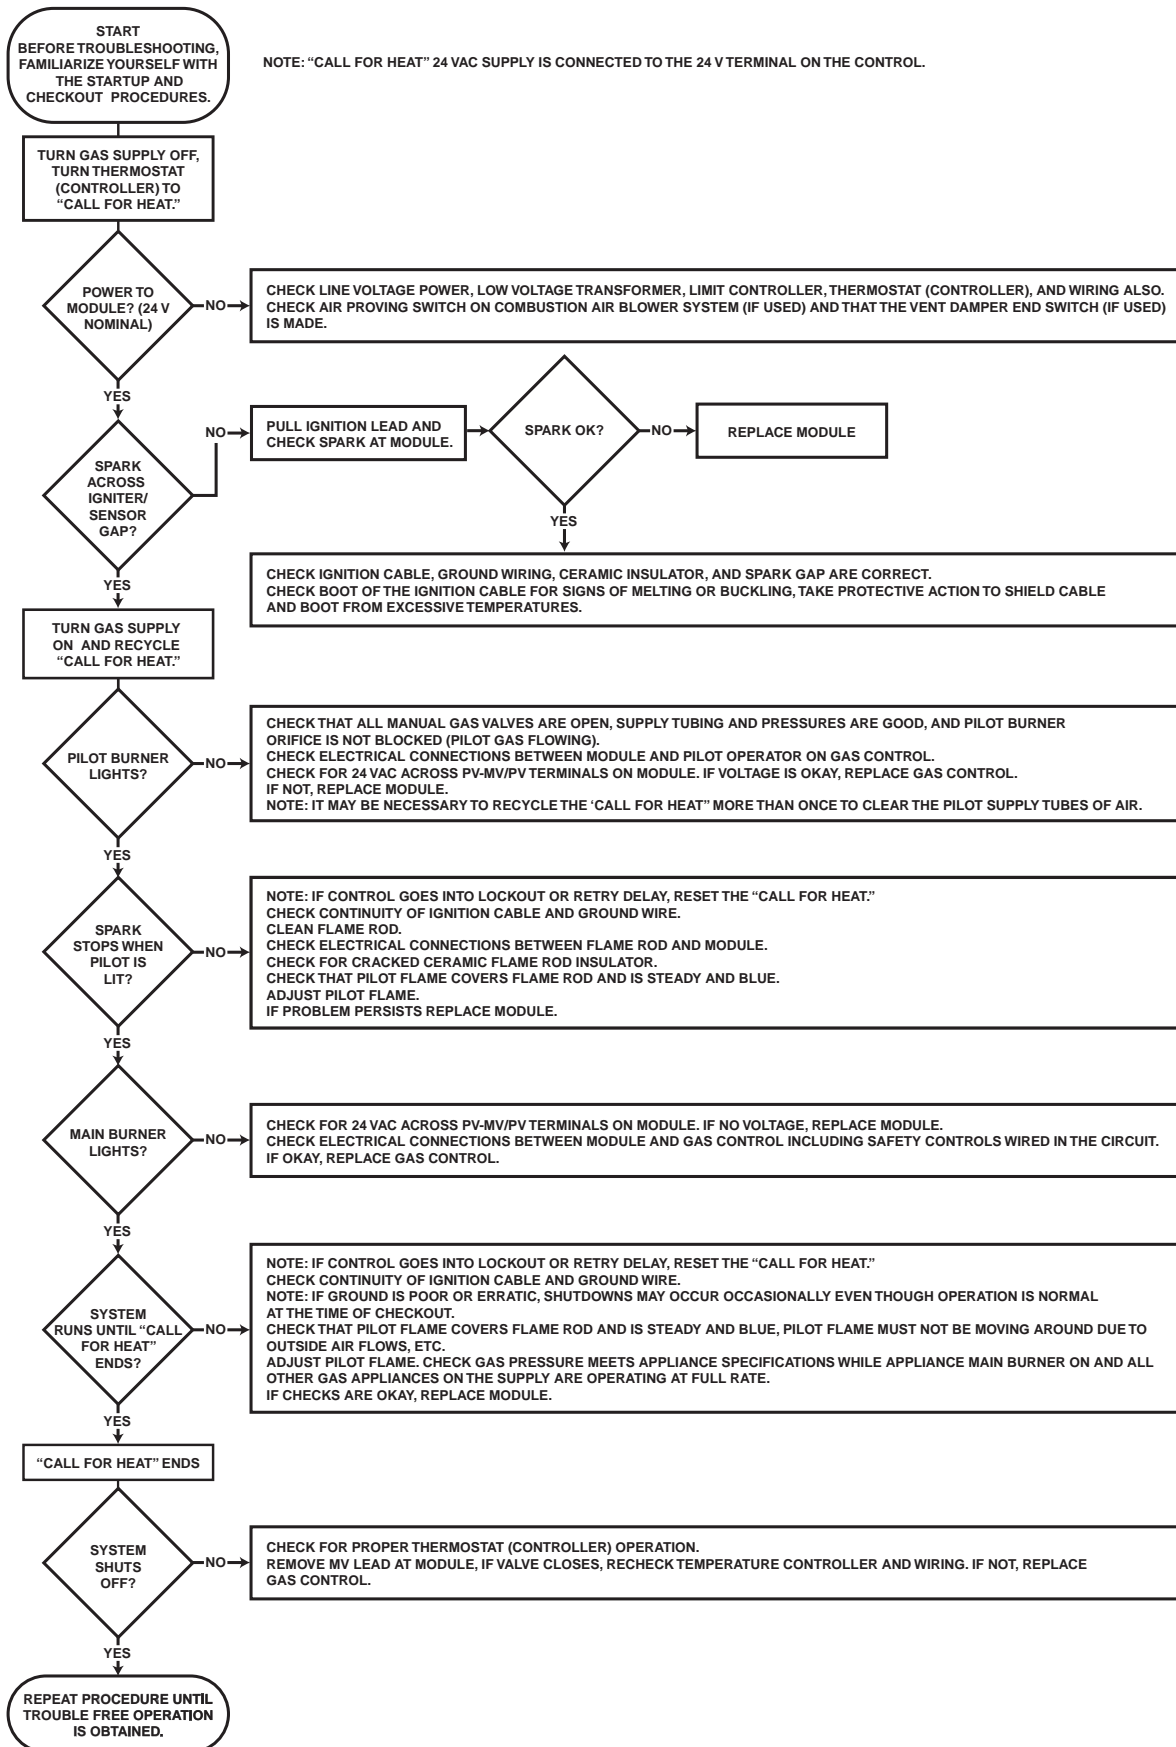 START
BEFORE TROUBLESHOOTING,
FAMILIARIZE YOURSELF WITH
THE STARTUP AND
CHECKOUT PROCEDURES.
NOTE: “CALL FOR HEAT” 24 VAC SUPPLY IS CONNECTED TO THE 24 V TERMINAL ON THE CONTROL.
TURN GAS SUPPLY OFF,
TURN THERMOSTAT
(CONTROLLER) TO
“CALL FOR HEAT.”
POWER TO
MODULE? (24 V
NOMINAL)
NO
CHECK LINE VOLTAGE POWER, LOW VOLTAGE TRANSFORMER, LIMIT CONTROLLER, THERMOSTAT (CONTROLLER), AND WIRING ALSO.
CHECK AIR PROVING SWITCH ON COMBUSTION AIR BLOWER SYSTEM (IF USED) AND THAT THE VENT DAMPER END SWITCH (IF USED)
IS MADE.
YES
SPARK
ACROSS
IGNITER/
SENSOR
GAP?
NO
PULL IGNITION LEAD AND
CHECK SPARK AT MODULE.
SPARK OK?
NO
REPLACE MODULE
YES
CHECK IGNITION CABLE, GROUND WIRING, CERAMIC INSULATOR, AND SPARK GAP ARE CORRECT.
CHECK BOOT OF THE IGNITION CABLE FOR SIGNS OF MELTING OR BUCKLING, TAKE PROTECTIVE ACTION TO SHIELD CABLE
AND BOOT FROM EXCESSIVE TEMPERATURES.
YES
TURN GAS SUPPLY
ON AND RECYCLE
“CALL FOR HEAT.”
PILOT BURNER
LIGHTS?
NO
CHECK THAT ALL MANUAL GAS VALVES ARE OPEN, SUPPLY TUBING AND PRESSURES ARE GOOD, AND PILOT BURNER
ORIFICE IS NOT BLOCKED (PILOT GAS FLOWING).
CHECK ELECTRICAL CONNECTIONS BETWEEN MODULE AND PILOT OPERATOR ON GAS CONTROL.
CHECK FOR 24 VAC ACROSS PV-MV/PV TERMINALS ON MODULE. IF VOLTAGE IS OKAY, REPLACE GAS CONTROL.
IF NOT, REPLACE MODULE.
NOTE: IT MAY BE NECESSARY TO RECYCLE THE ‘CALL FOR HEAT” MORE THAN ONCE TO CLEAR THE PILOT SUPPLY TUBES OF AIR.
YES
SPARK
STOPS WHEN
PILOT IS
LIT?
NO
NOTE: IF CONTROL GOES INTO LOCKOUT OR RETRY DELAY, RESET THE “CALL FOR HEAT.”
CHECK CONTINUITY OF IGNITION CABLE AND GROUND WIRE.
CLEAN FLAME ROD.
CHECK ELECTRICAL CONNECTIONS BETWEEN FLAME ROD AND MODULE.
CHECK FOR CRACKED CERAMIC FLAME ROD INSULATOR.
CHECK THAT PILOT FLAME COVERS FLAME ROD AND IS STEADY AND BLUE.
ADJUST PILOT FLAME.
IF PROBLEM PERSISTS REPLACE MODULE.
YES
MAIN BURNER
LIGHTS?
NO
CHECK FOR 24 VAC ACROSS PV-MV/PV TERMINALS ON MODULE. IF NO VOLTAGE, REPLACE MODULE.
CHECK ELECTRICAL CONNECTIONS BETWEEN MODULE AND GAS CONTROL INCLUDING SAFETY CONTROLS WIRED IN THE CIRCUIT.
IF OKAY, REPLACE GAS CONTROL.
YES
SYSTEM
RUNS UNTIL “CALL
FOR HEAT”
ENDS?
NO
NOTE: IF CONTROL GOES INTO LOCKOUT OR RETRY DELAY, RESET THE “CALL FOR HEAT.”
CHECK CONTINUITY OF IGNITION CABLE AND GROUND WIRE.
NOTE: IF GROUND IS POOR OR ERRATIC, SHUTDOWNS MAY OCCUR OCCASIONALLY EVEN THOUGH OPERATION IS NORMAL
AT THE TIME OF CHECKOUT.
CHECK THAT PILOT FLAME COVERS FLAME ROD AND IS STEADY AND BLUE, PILOT FLAME MUST NOT BE MOVING AROUND DUE TO
OUTSIDE AIR FLOWS, ETC.
ADJUST PILOT FLAME. CHECK GAS PRESSURE MEETS APPLIANCE SPECIFICATIONS WHILE APPLIANCE MAIN BURNER ON AND ALL
OTHER GAS APPLIANCES ON THE SUPPLY ARE OPERATING AT FULL RATE.
IF CHECKS ARE OKAY, REPLACE MODULE.
YES
“CALL FOR HEAT” ENDS
SYSTEM
SHUTS
OFF?
NO
CHECK FOR PROPER THERMOSTAT (CONTROLLER) OPERATION.
REMOVE MV LEAD AT MODULE, IF VALVE CLOSES, RECHECK TEMPERATURE CONTROLLER AND WIRING. IF NOT, REPLACE
GAS CONTROL.
YES
REPEAT PROCEDURE UNTIL
TROUBLE FREE OPERATION
IS OBTAINED.